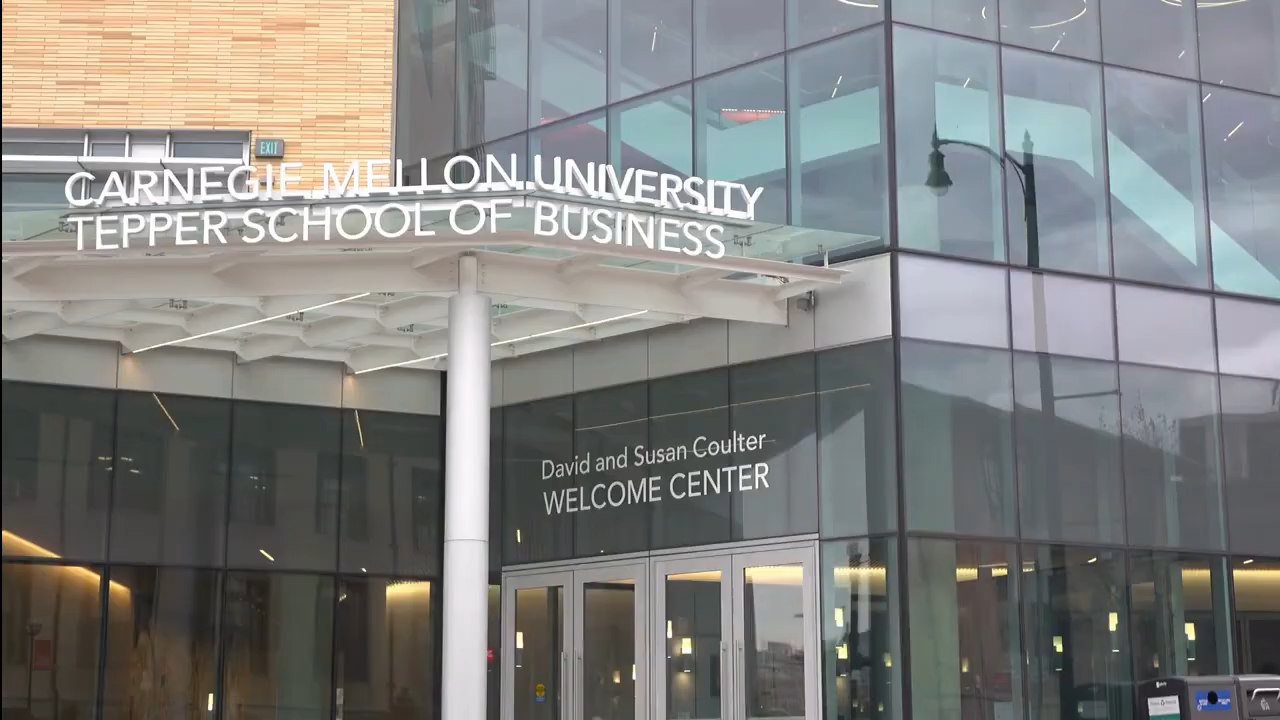 EXIT
CARNEGIE MELLON UNIVERSITY
TEPPER SCHOOL OF BUSINESS
David and Susan Coulter
WELCOME CENTER